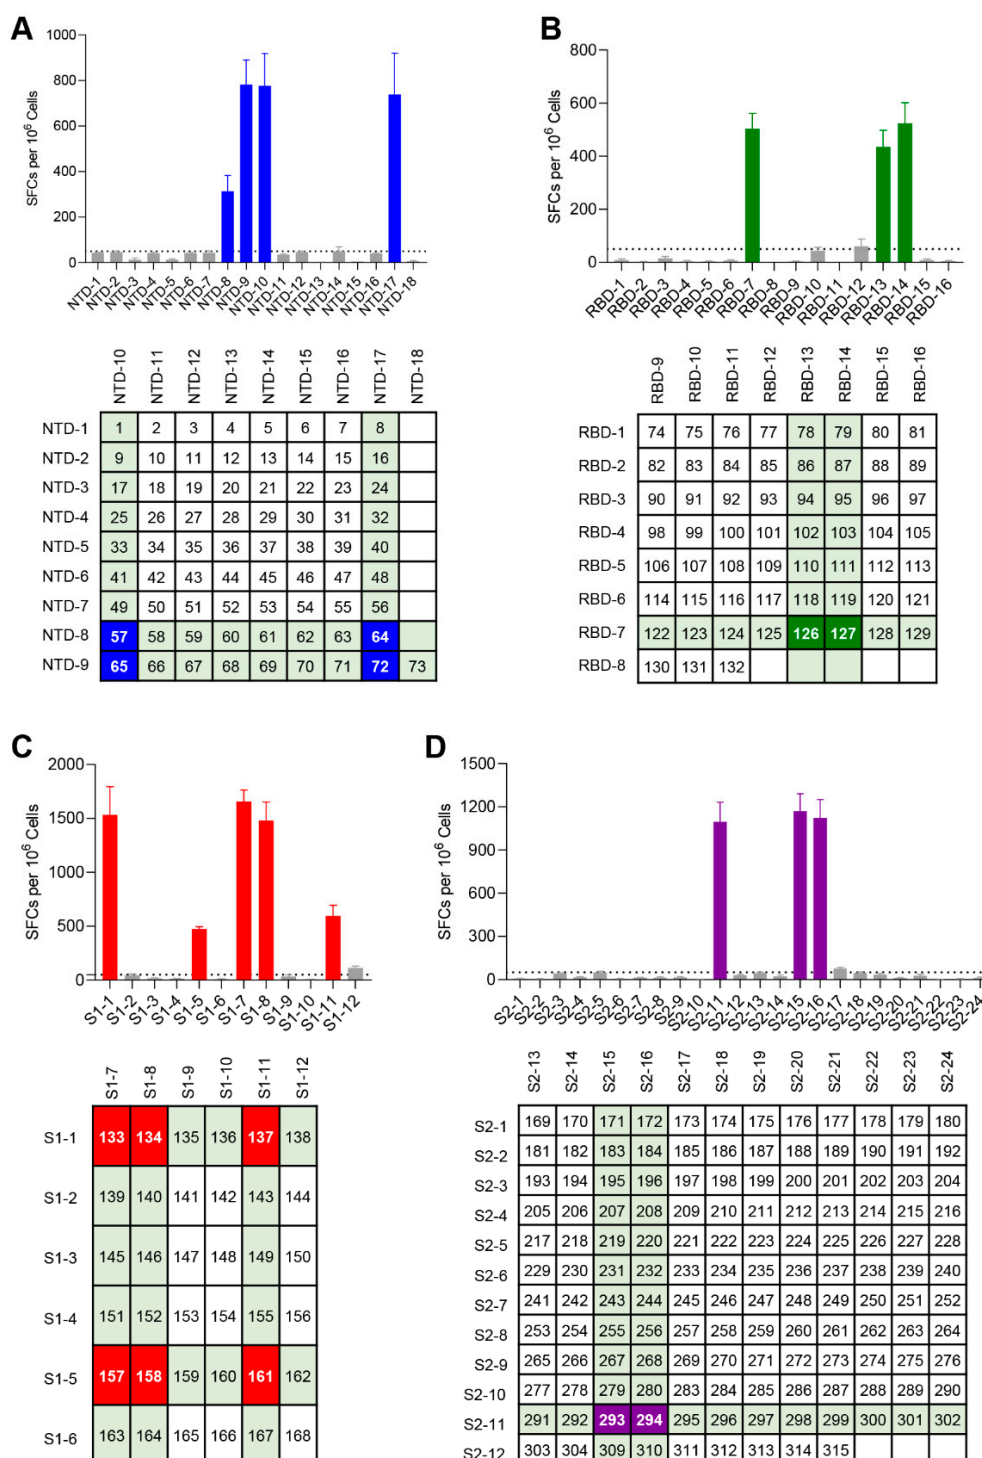 A
SFCs per 10⁶ Cells
1000
800
600
400
200
0
NTD-1 NTD-2 NTD-3 NTD-4 NTD-5 NTD-6 NTD-7 NTD-8 NTD-9 NTD-10 NTD-11 NTD-12 NTD-13 NTD-14 NTD-15 NTD-16 NTD-17 NTD-18
NTD-10 NTD-11 NTD-12 NTD-13 NTD-14 NTD-15 NTD-16 NTD-17 NTD-18
NTD-1 1 2 3 4 5 6 7 8
NTD-2 9 10 11 12 13 14 15 16
NTD-3 17 18 19 20 21 22 23 24
NTD-4 25 26 27 28 29 30 31 32
NTD-5 33 34 35 36 37 38 39 40
NTD-6 41 42 43 44 45 46 47 48
NTD-7 49 50 51 52 53 54 55 56
NTD-8 57 58 59 60 61 62 63 64
NTD-9 65 66 67 68 69 70 71 72 73
B
SFCs per 10⁶ Cells
800
600
400
200
0
RBD-1 RBD-2 RBD-3 RBD-4 RBD-5 RBD-6 RBD-7 RBD-8 RBD-9 RBD-10 RBD-11 RBD-12 RBD-13 RBD-14 RBD-15 RBD-16
RBD-9 RBD-10 RBD-11 RBD-12 RBD-13 RBD-14 RBD-15 RBD-16
RBD-1 74 75 76 77 78 79 80 81
RBD-2 82 83 84 85 86 87 88 89
RBD-3 90 91 92 93 94 95 96 97
RBD-4 98 99 100 101 102 103 104 105
RBD-5 106 107 108 109 110 111 112 113
RBD-6 114 115 116 117 118 119 120 121
RBD-7 122 123 124 125 126 127 128 129
RBD-8 130 131 132
C
SFCs per 10⁶ Cells
2000
1500
1000
500
0
S1-1 S1-2 S1-3 S1-4 S1-5 S1-6 S1-7 S1-8 S1-9 S1-10 S1-11 S1-12
S1-7 S1-8 S1-9 S1-10 S1-11 S1-12
S1-1 133 134 135 136 137 138
S1-2 139 140 141 142 143 144
S1-3 145 146 147 148 149 150
S1-4 151 152 153 154 155 156
S1-5 157 158 159 160 161 162
S1-6 163 164 165 166 167 168
D
SFCs per 10⁶ Cells
1500
1200
900
600
300
0
S2-1 S2-2 S2-3 S2-4 S2-5 S2-6 S2-7 S2-8 S2-9 S2-10 S2-11 S2-12 S2-13 S2-14 S2-15 S2-16 S2-17 S2-18 S2-19 S2-20 S2-21 S2-22 S2-23 S2-24
S2-13 S2-14 S2-15 S2-16 S2-17 S2-18 S2-19 S2-20 S2-21 S2-22 S2-23 S2-24
S2-1 169 170 171 172 173 174 175 176 177 178 179 180
S2-2 181 182 183 184 185 186 187 188 189 190 191 192
S2-3 193 194 195 196 197 198 199 200 201 202 203 204
S2-4 205 206 207 208 209 210 211 212 213 214 215 216
S2-5 217 218 219 220 221 222 223 224 225 226 227 228
S2-6 229 230 231 232 233 234 235 236 237 238 239 240
S2-7 241 242 243 244 245 246 247 248 249 250 251 252
S2-8 253 254 255 256 257 258 259 260 261 262 263 264
S2-9 265 266 267 268 269 270 271 272 273 274 275 276
S2-10 277 278 279 280 283 284 285 286 287 288 289 290
S2-11 291 292 293 294 295 296 297 298 299 300 301 302
S2-12 303 304 309 310 311 312 313 314 315